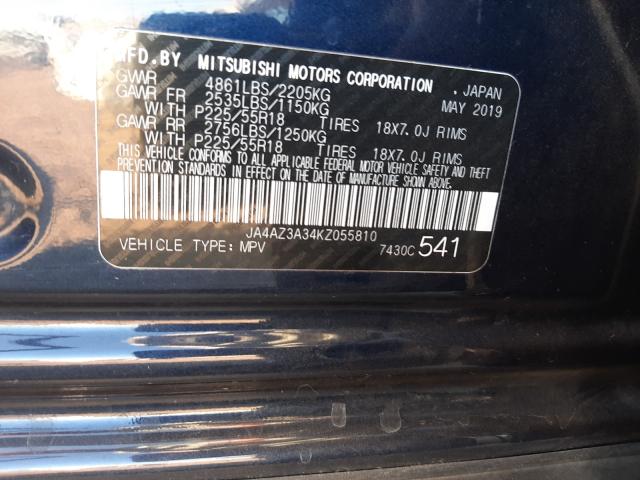 MFD.BY MITSUBISHI MOTORS CORPORATION , JAPAN
GVWR 4861LBS/2205KG MAY 2019
GAWR FR 2535LBS/1150KG
WITH P225/55R18 TIRES 18X7.0J RIMS
GAWR RR 2756LBS/1250KG
WITH P225/55R18 TIRES 18X7.0J RIMS
THIS VEHICLE CONFORMS TO ALL APPLICABLE FEDERAL MOTOR VEHICLE SAFETY AND THEFT
PREVENTION STANDARDS IN EFFECT ON THE DATE OF MANUFACTURE SHOWN ABOVE.
JA4AZ3A34KZ055810
VEHICLE TYPE:MPV 7430C 541